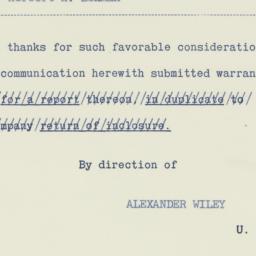 thanks for such favorable consideratio
communication herewith submitted warran
for a report thereon, in duplicate to
mpany return of inclosure.
By direction of
ALEXANDER WILEY
U.